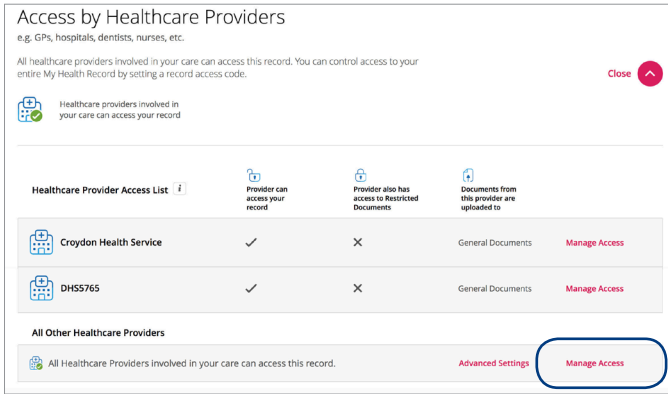 Access by Healthcare Providers
e.g. GPs, hospitals, dentists, nurses, etc.
All healthcare providers involved in your care can access this record. You can control access to your
entire My Health Record by setting a record access code.
Close
Healthcare providers involved in
your care can access your record
Healthcare Provider Access List i
Provider can
access your
record
Provider also has
access to Restricted
Documents
Documents from
this provider are
uploaded to
Croydon Health Service General Documents Manage Access
DHS5765 General Documents Manage Access
All Other Healthcare Providers
All Healthcare Providers involved in your care can access this record. Advanced Settings Manage Access